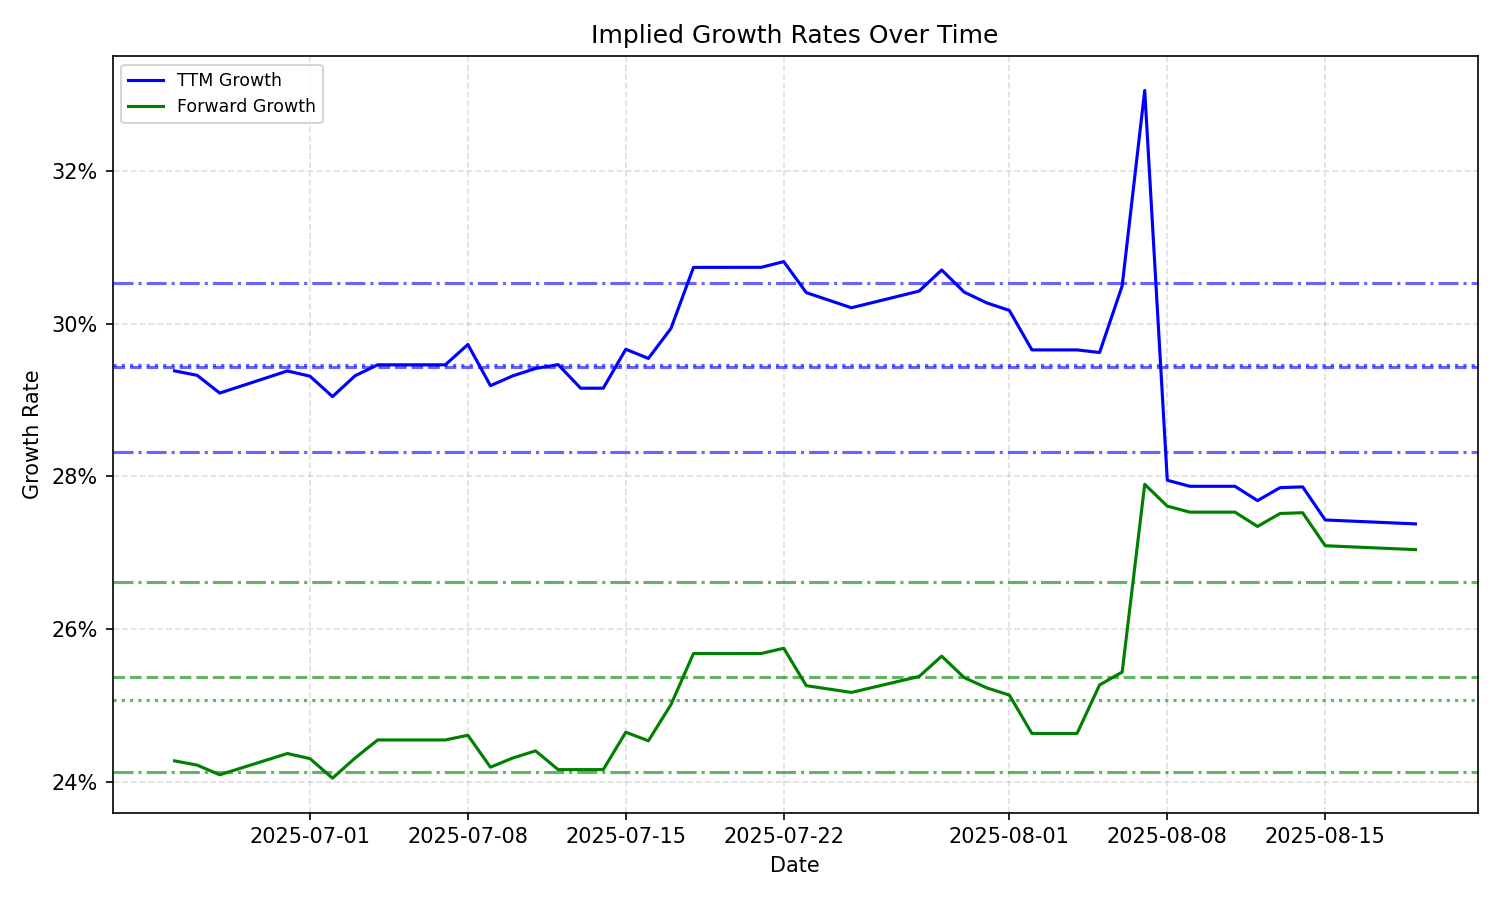 Implied Growth Rates Over Time
TTM Growth
Forward Growth
32%
30%
28%
26%
24%
Growth Rate
2025-07-01
2025-07-08
2025-07-15
2025-07-22
2025-08-01
2025-08-08
2025-08-15
Date